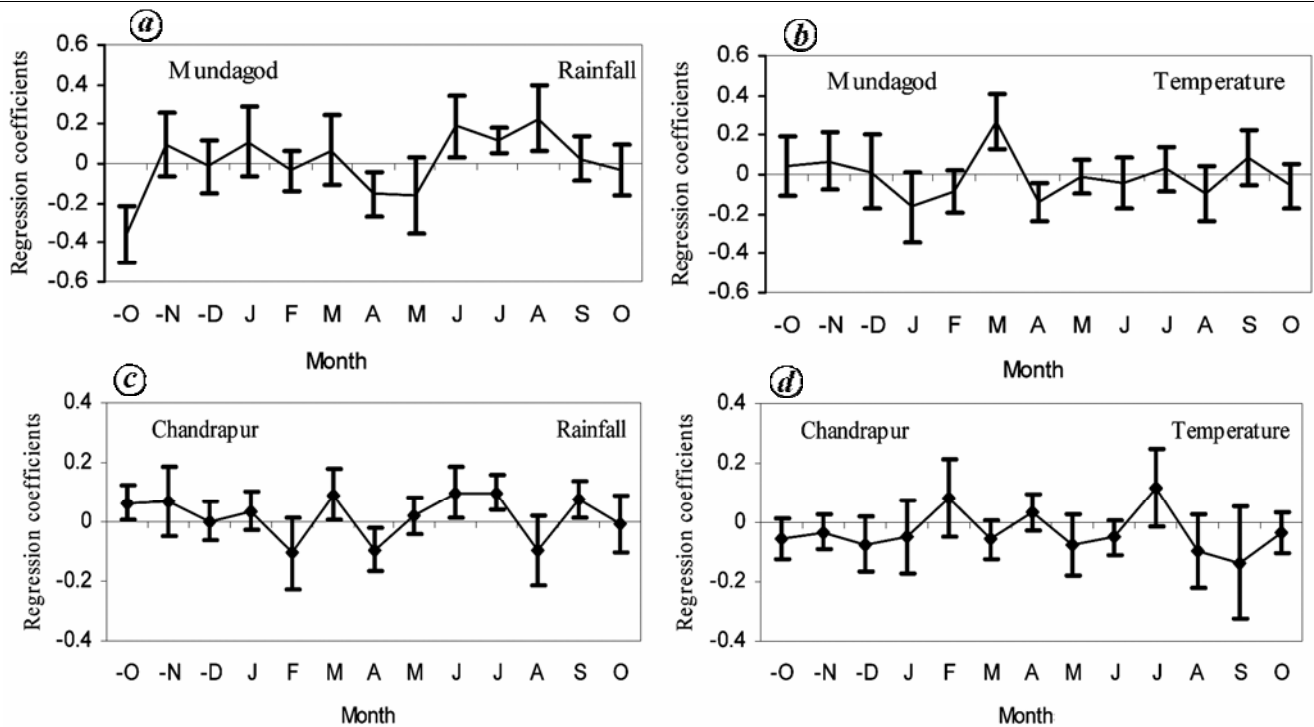 a
Mundagod
Rainfall
Regression coefficients
0.6
0.4
0.2
0
-0.2
-0.4
-0.6
-O -N -D J F M A M J J A S O
Month
b
Mundagod
Temperature
Regression coefficients
0.6
0.4
0.2
0
-0.2
-0.4
-0.6
-O -N -D J F M A M J J A S O
Month
c
Chandrapur
Rainfall
Regression coefficients
0.4
0.2
0
-0.2
-0.4
-O -N -D J F M A M J J A S O
Month
d
Chandrapur
Temperature
Regression coefficients
0.4
0.2
0
-0.2
-0.4
-O -N -D J F M A M J J A S O
Month